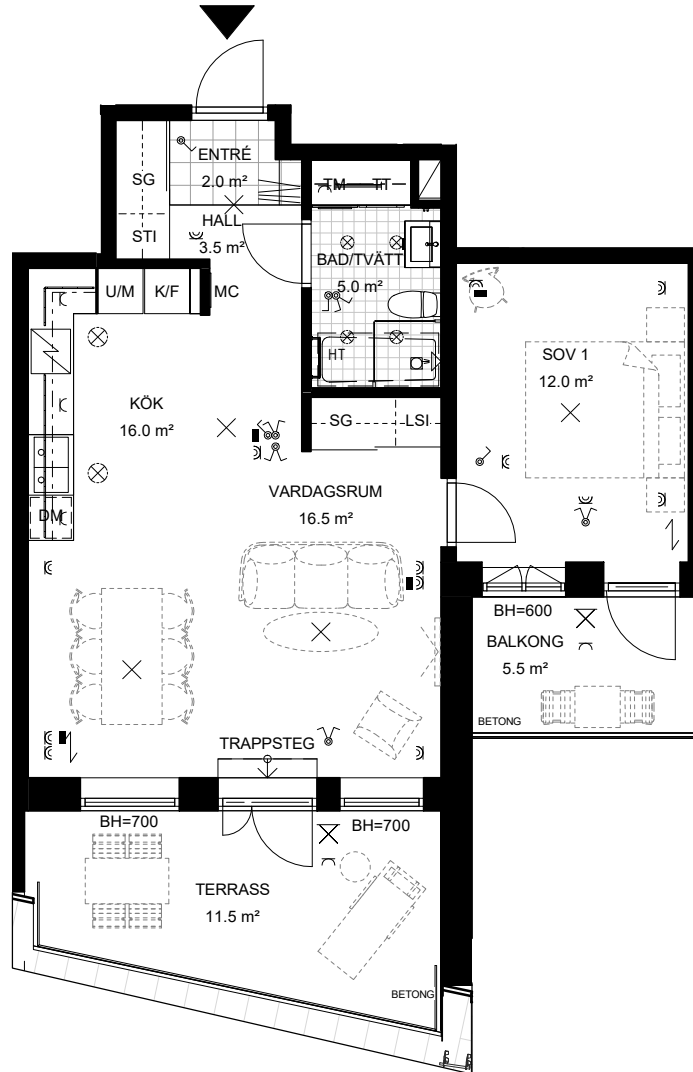 ENTRÉ
2.0 m²
SG
STI
HALL
3.5 m²
TM TT
BAD/TVÄTT
5.0 m²
HT
U/M
K/F
MC
KÖK
16.0 m²
DM
SG
LSI
SOV 1
12.0 m²
VARDAGSRUM
16.5 m²
BH=600
BALKONG
5.5 m²
BETONG
TRAPPSTEG
BH=700
BH=700
TERRASS
11.5 m²
BETONG